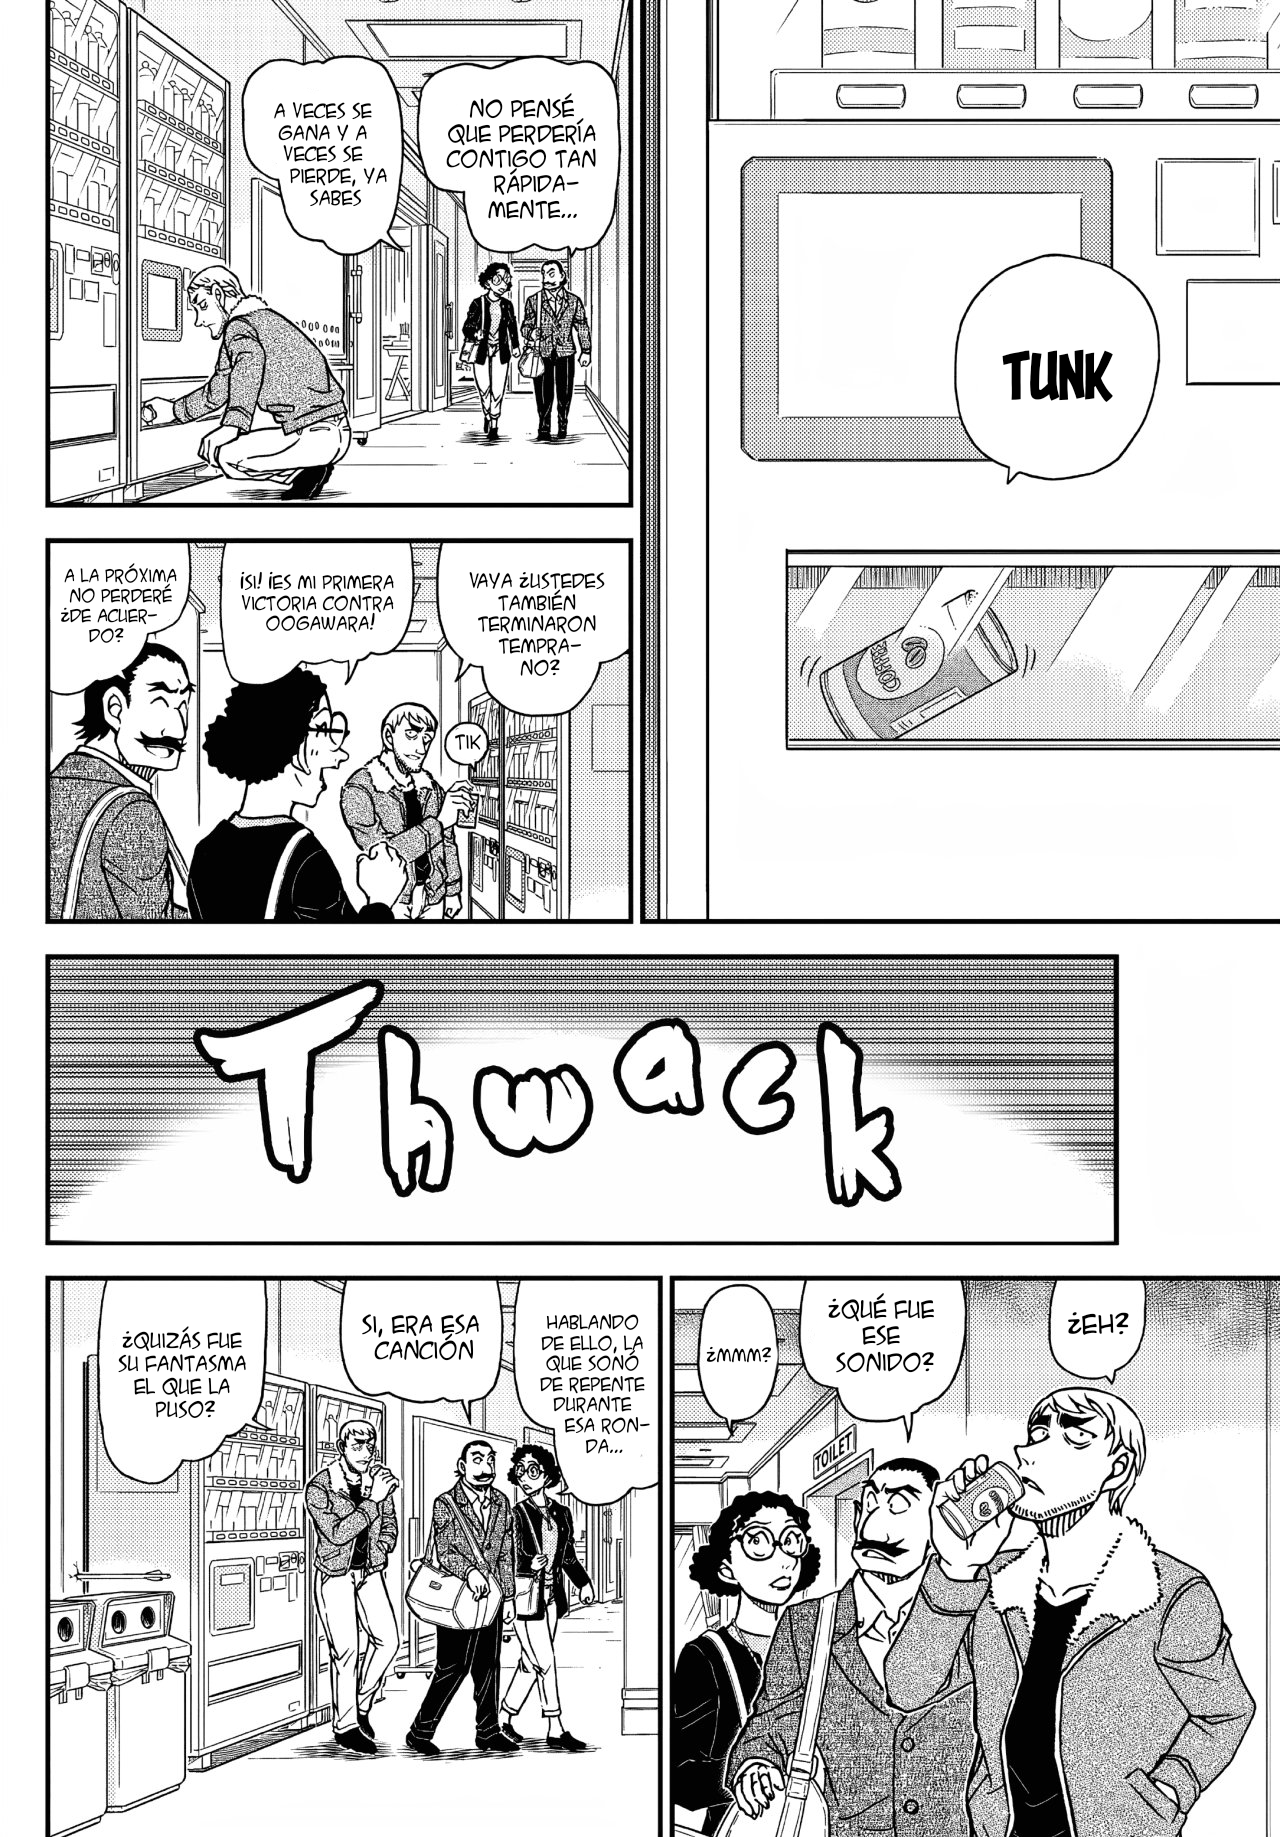 TUNK
COFFEE
NO PENSÉ
QUE PERDERÍA
CONTIGO TAN
RÁPIDA-
MENTE...
A VECES SE
GANA Y A
VECES SE
PIERDE, YA
SABES
VAYA ¿USTEDES
TAMBIÉN
TERMINARON
TEMPRA-
NO?
TIK
¡SI! ¡ES MI PRIMERA
VICTORIA CONTRA
OOGAWARA!
A LA PRÓXIMA
NO PERDERÉ
¿DE ACUER-
DO?
Thwack
¿EH?
¿QUÉ FUE
ESE
SONIDO?
¿MMM?
TOILET
HABLANDO
DE ELLO, LA
QUE SONÓ
DE REPENTE
DURANTE
ESA RON-
DA...
SI, ERA ESA
CANCIÓN
¿QUIZÁS FUE
SU FANTASMA
EL QUE LA
PUSO?